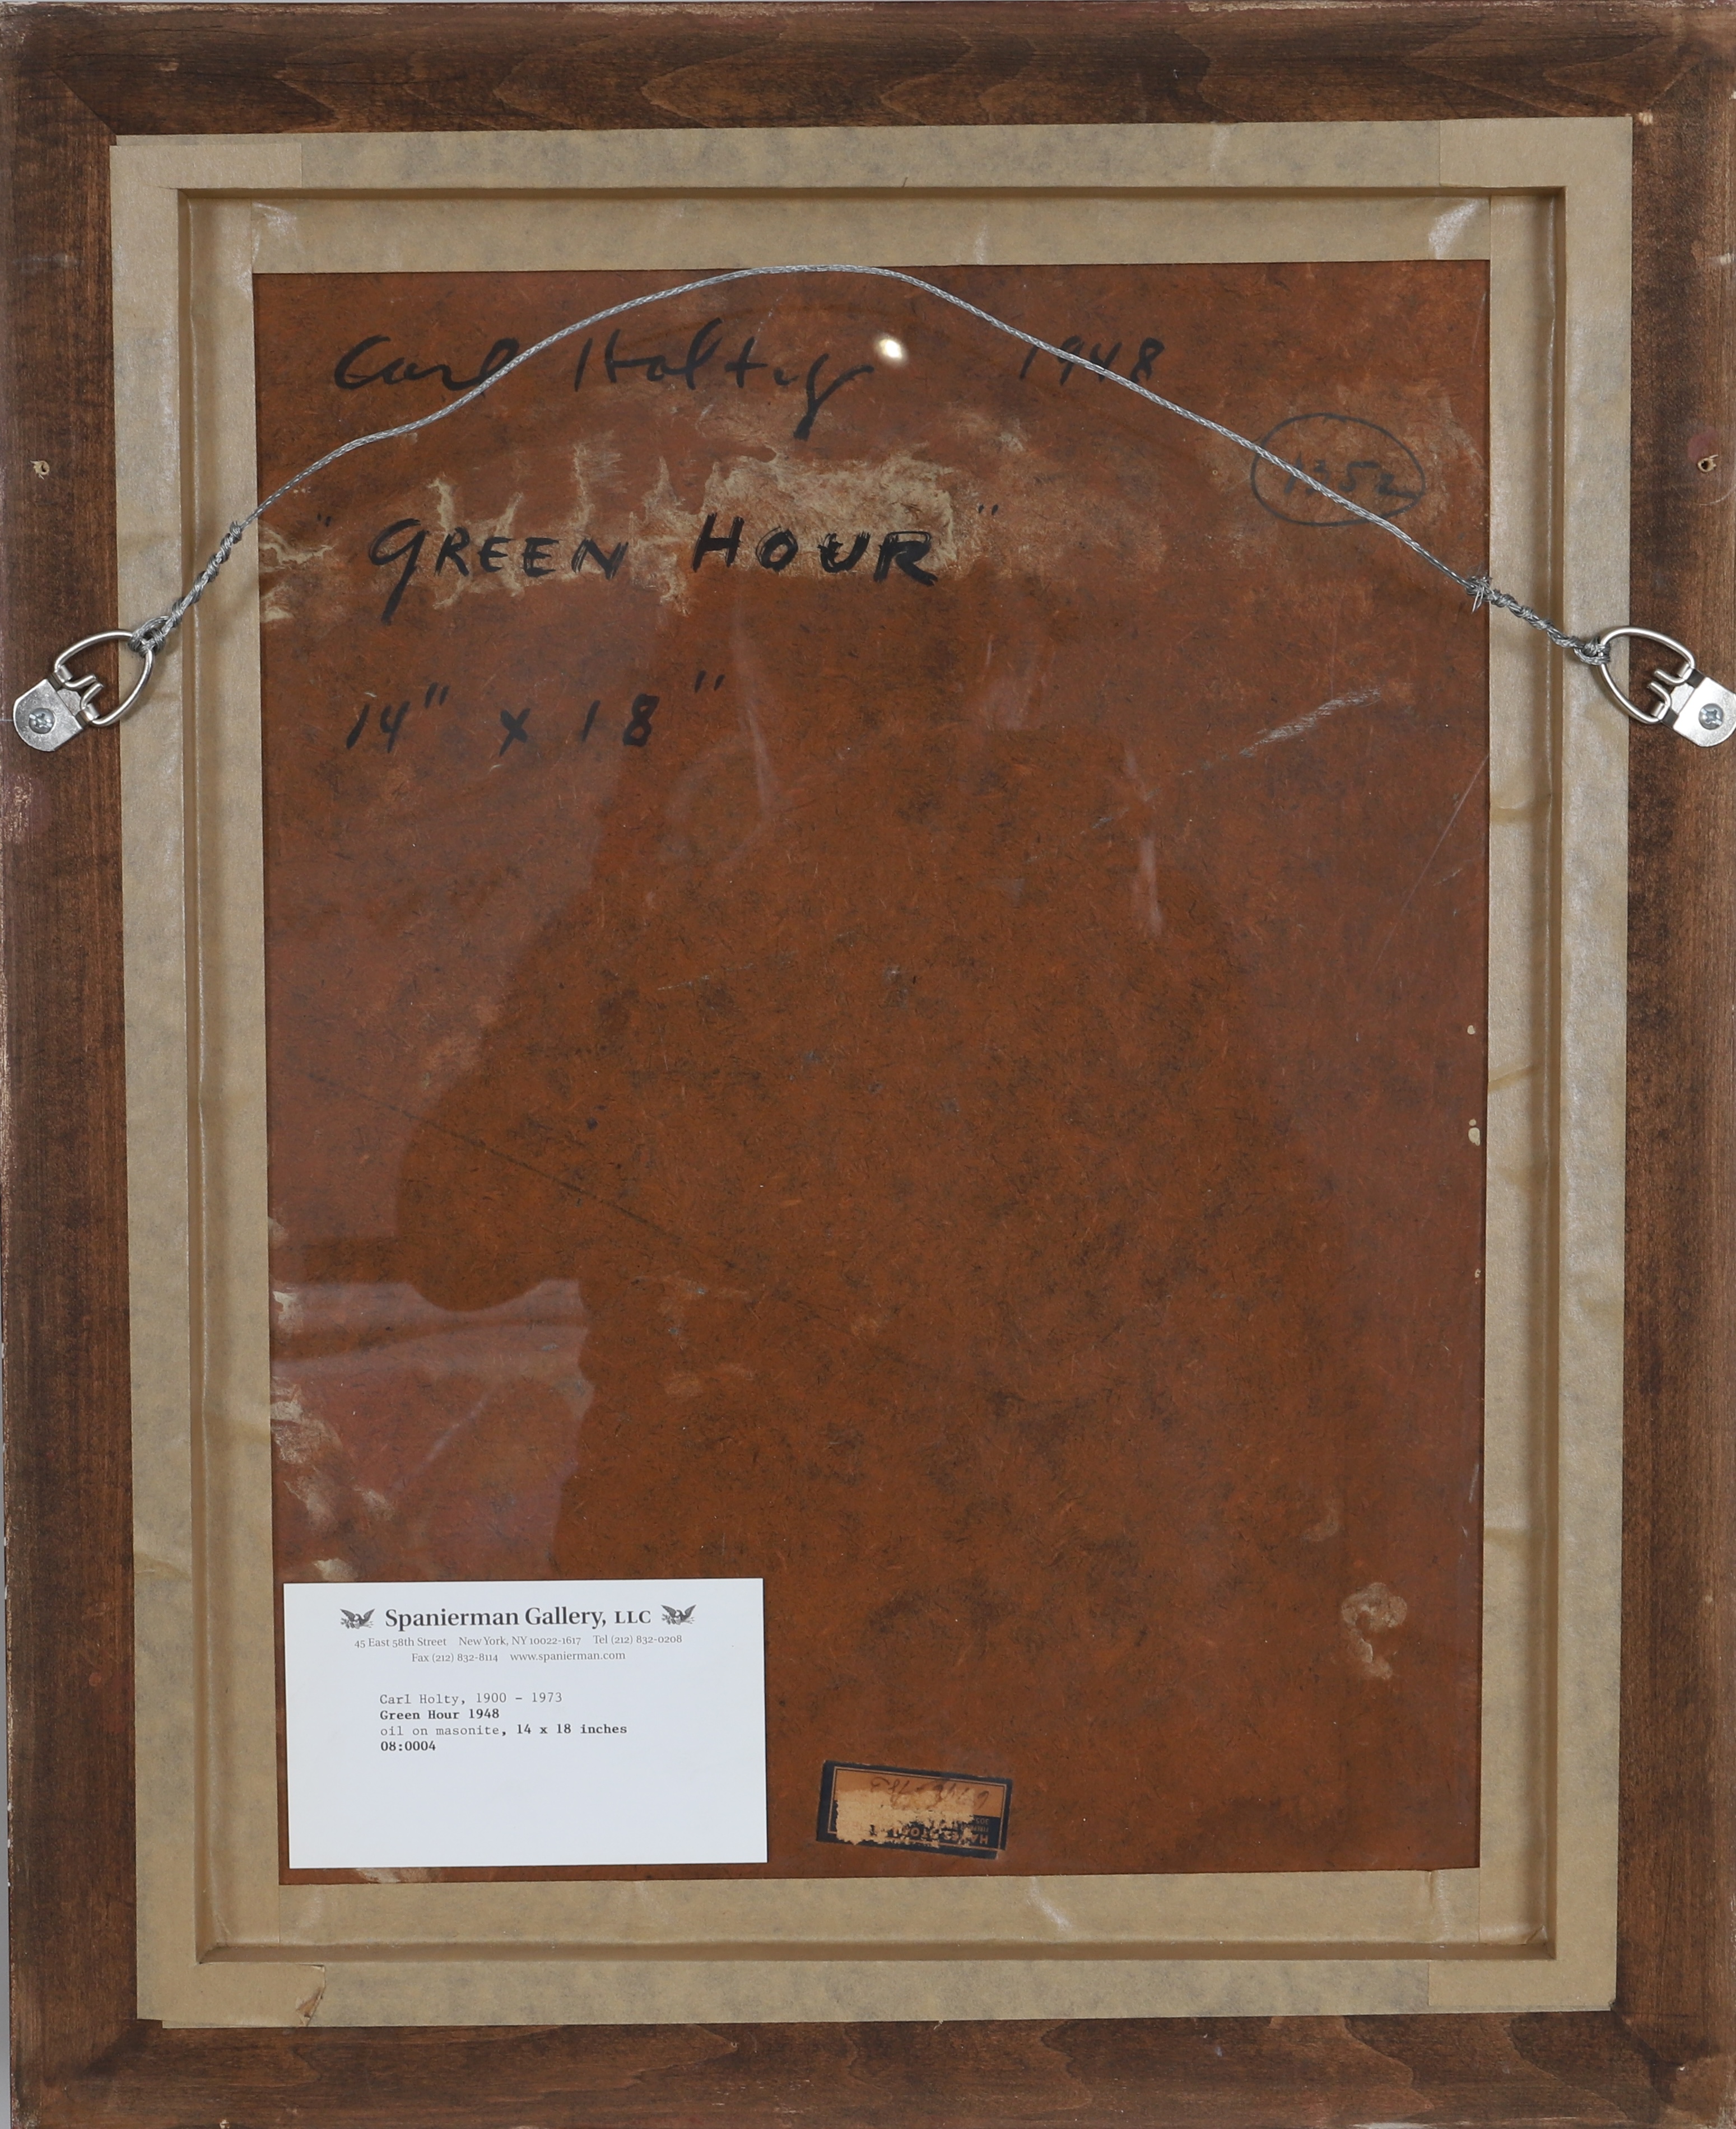 Carl Holty 1948
1352
"GREEN HOUR"
14" x 18"
Spanierman Gallery, LLC
45 East 58th Street New York, NY 10022-1617 Tel (212) 832-0208
Fax (212) 832-8114 www.spanierman.com
Carl Holty, 1900 - 1973
Green Hour 1948
oil on masonite, 14 x 18 inches
08:0004